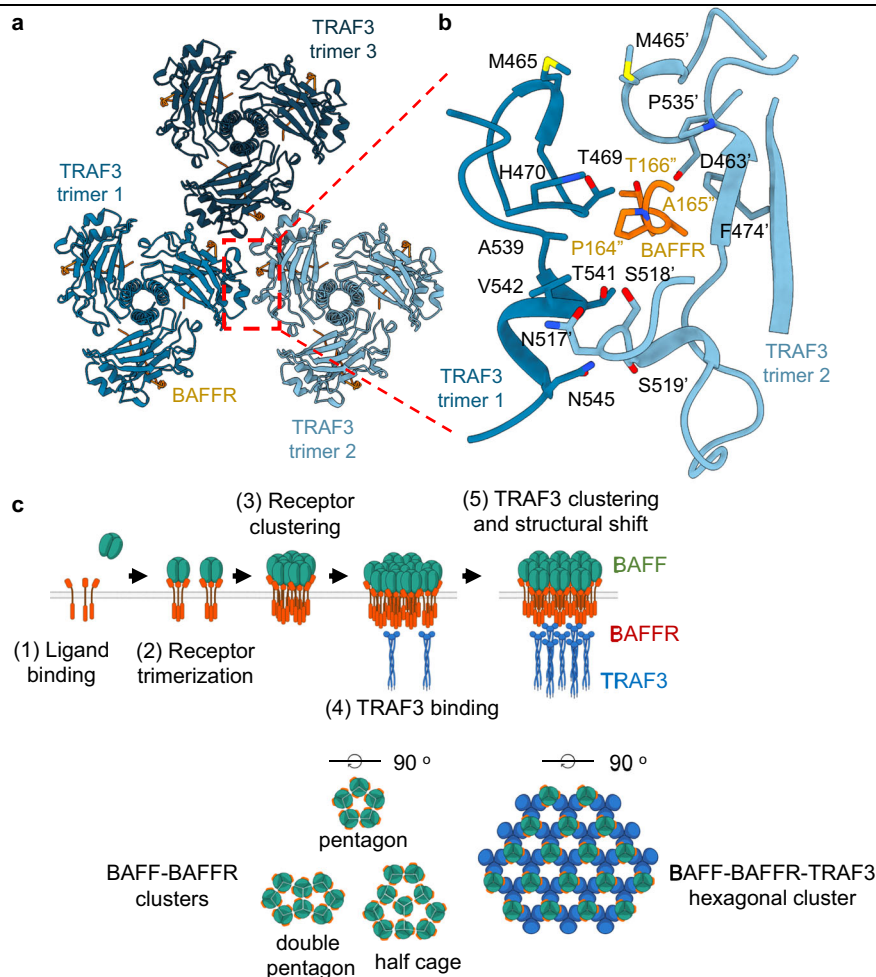 a
TRAF3
trimer 3
TRAF3
trimer 1
BAFFR
TRAF3
trimer 2
b
M465
M465’
P535’
T469
T166”
D463’
H470
A165”
F474’
A539
P164”
BAFFR
T541
S518’
V542
N517’
TRAF3
trimer 1
N545
S519’
TRAF3
trimer 2
c
(3) Receptor
clustering
(5) TRAF3 clustering
and structural shift
BAFF
BAFFR
TRAF3
(1) Ligand
binding
(2) Receptor
trimerization
(4) TRAF3 binding
90 o
90 o
pentagon
BAFF-BAFFR
clusters
double
pentagon
half cage
BAFF-BAFFR-TRAF3
hexagonal cluster